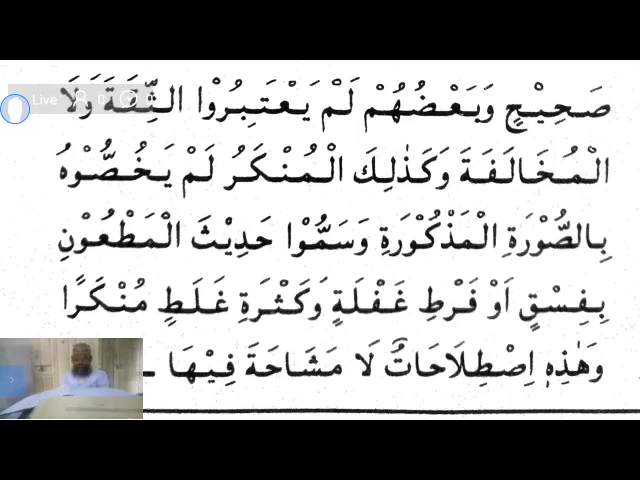 Live
صَحِيْحٍ وَبَعْضُهُمْ لَمْ يَعْتَبِرُوْا الثِّقَةَ وَلَا
الْمُخَالَفَةَ وَكَذٰلِكَ الْمُنْكَرُ لَمْ يَخُصُّوْهُ
بِالصُّوْرَةِ الْمَذْكُوْرَةِ وَسَمُّوْا حَدِيْثَ الْمَطْعُوْنِ
بِفِسْقٍ اَوْ فَرْطِ غَفْلَةٍ وَكَثْرَةِ غَلَطٍ مُنْكَرًا
وَهٰذِهٖ اِصْطِلَاحَاتٌ لَا مَشَاحَةَ فِيْهَا ـ